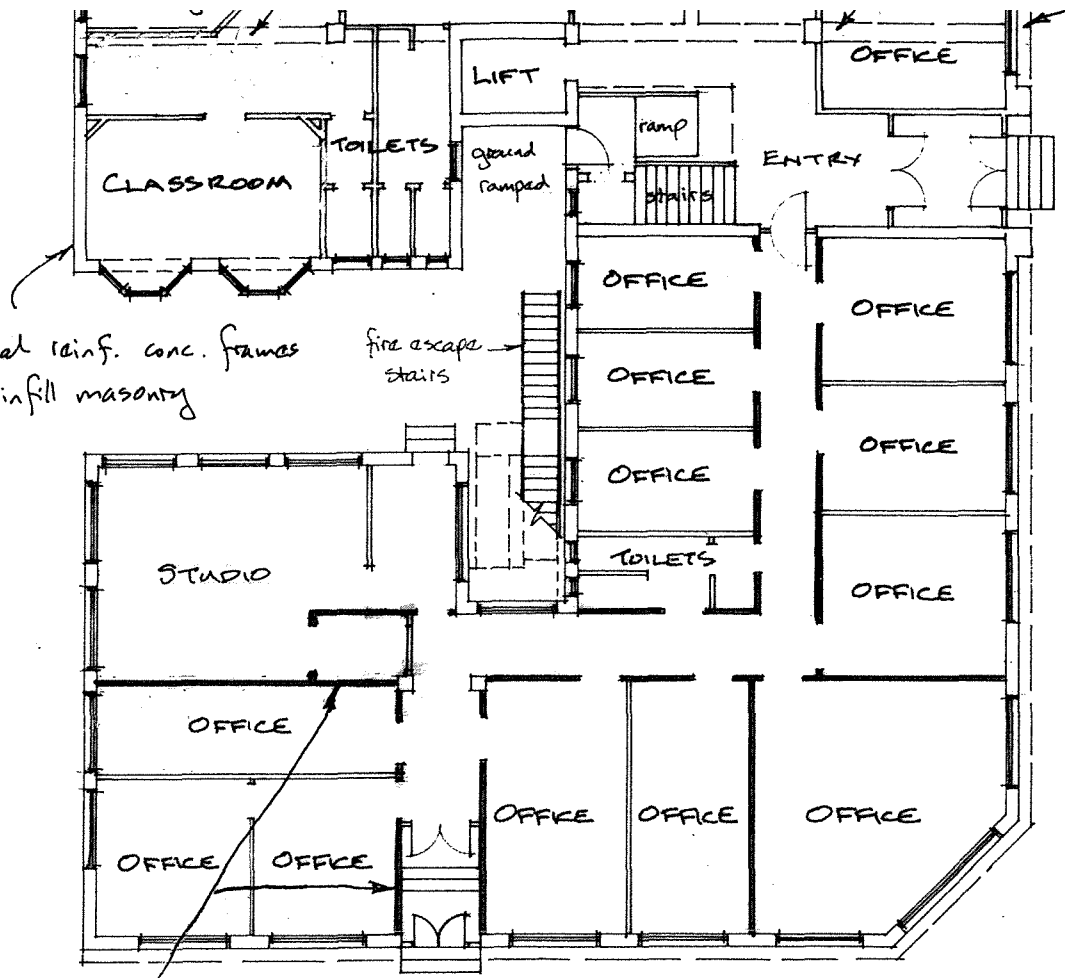 OFFICE
LIFT
ramp
TOILETS
ground
ramped
ENTRY
CLASSROOM
stairs
OFFICE
OFFICE
al reinf. conc. frames
infill masonry
fire escape
stairs
OFFICE
OFFICE
OFFICE
TOILETS
STUDIO
OFFICE
OFFICE
OFFICE
OFFICE
OFFICE
OFFICE
OFFICE